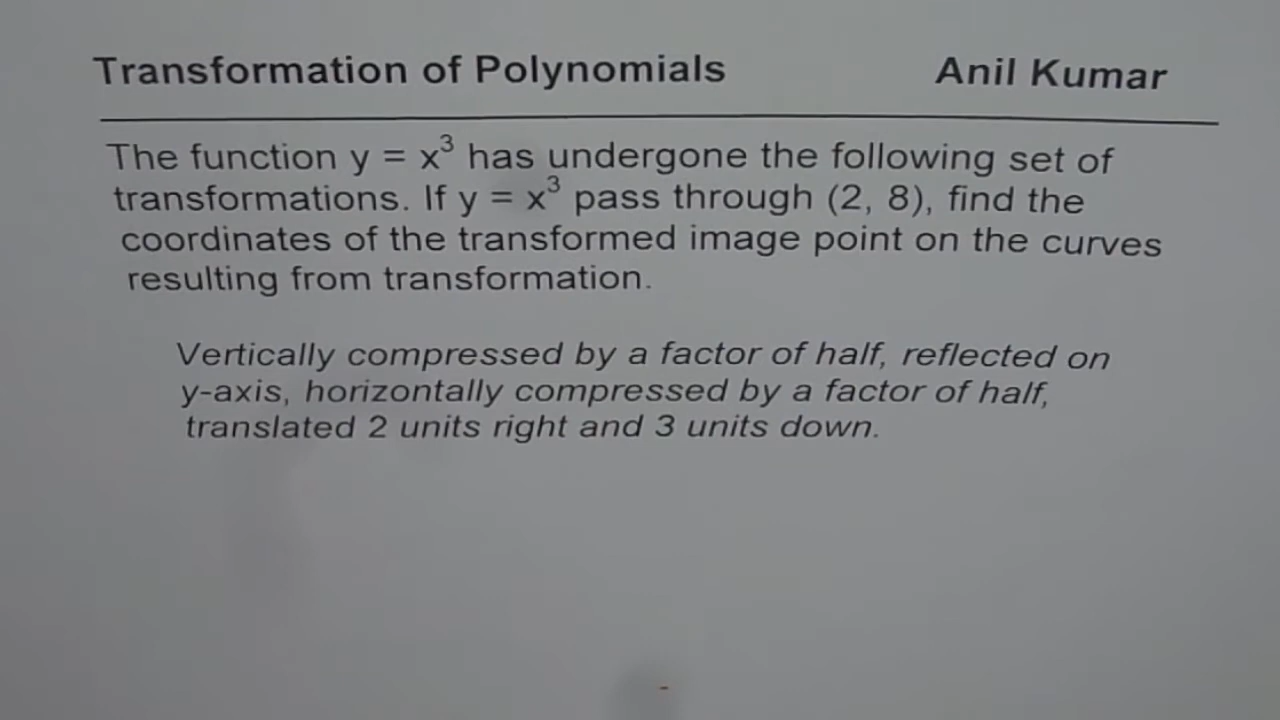 Transformation of Polynomials Anil Kumar
The function y = x³ has undergone the following set of
transformations. If y = x³ pass through (2, 8), find the
coordinates of the transformed image point on the curves
resulting from transformation.
Vertically compressed by a factor of half, reflected on
y-axis, horizontally compressed by a factor of half,
translated 2 units right and 3 units down.